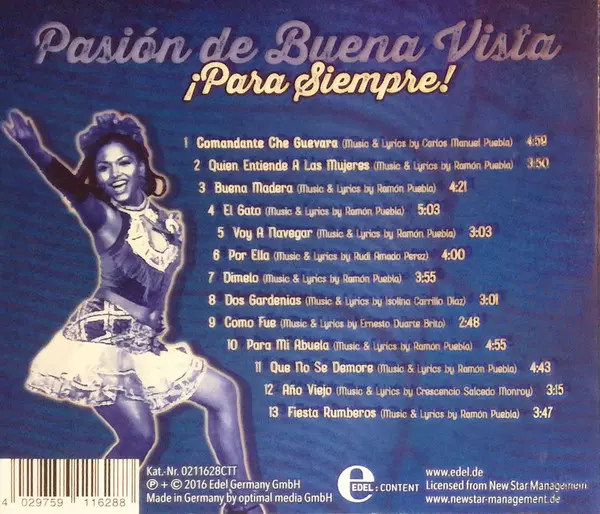 Pasión de Buena Vista
¡Para Siempre!
1 Comandante Che Guevara (Music & Lyrics by Carlos Manuel Puebla) 4:59
2 Quien Entiende A Las Mujeres (Music & Lyrics by Ramón Puebla) 3:50
3 Buena Madera (Music & Lyrics by Ramón Puebla) 4:21
4 El Gato (Music & Lyrics by Ramón Puebla) 5:03
5 Voy A Navegar (Music & Lyrics by Ramón Puebla) 3:03
6 Por Ella (Music & Lyrics by Rudi Amado Perez) 4:00
7 Dimelo (Music & Lyrics by Ramón Puebla) 3:55
8 Dos Gardenias (Music & Lyrics by Isolina Carrillo Diaz) 3:01
9 Como Fue (Music & Lyrics by Ernesto Duarte Brito) 2:48
10 Para Mi Abuela (Music & Lyrics by Ramón Puebla) 4:55
11 Que No Se Demore (Music & Lyrics by Ramón Puebla) 4:43
12 Año Viejo (Music & Lyrics by Crescencio Salcedo Monroy) 3:15
13 Fiesta Rumberos (Music & Lyrics by Ramón Puebla) 3:47
4 029759 116288
Kat.-Nr. 0211628CTT
℗ + © 2016 Edel Germany GmbH
Made in Germany by optimal media GmbH
e
EDEL : CONTENT
www.edel.de
Licensed from New Star Management
www.newstar-management.de